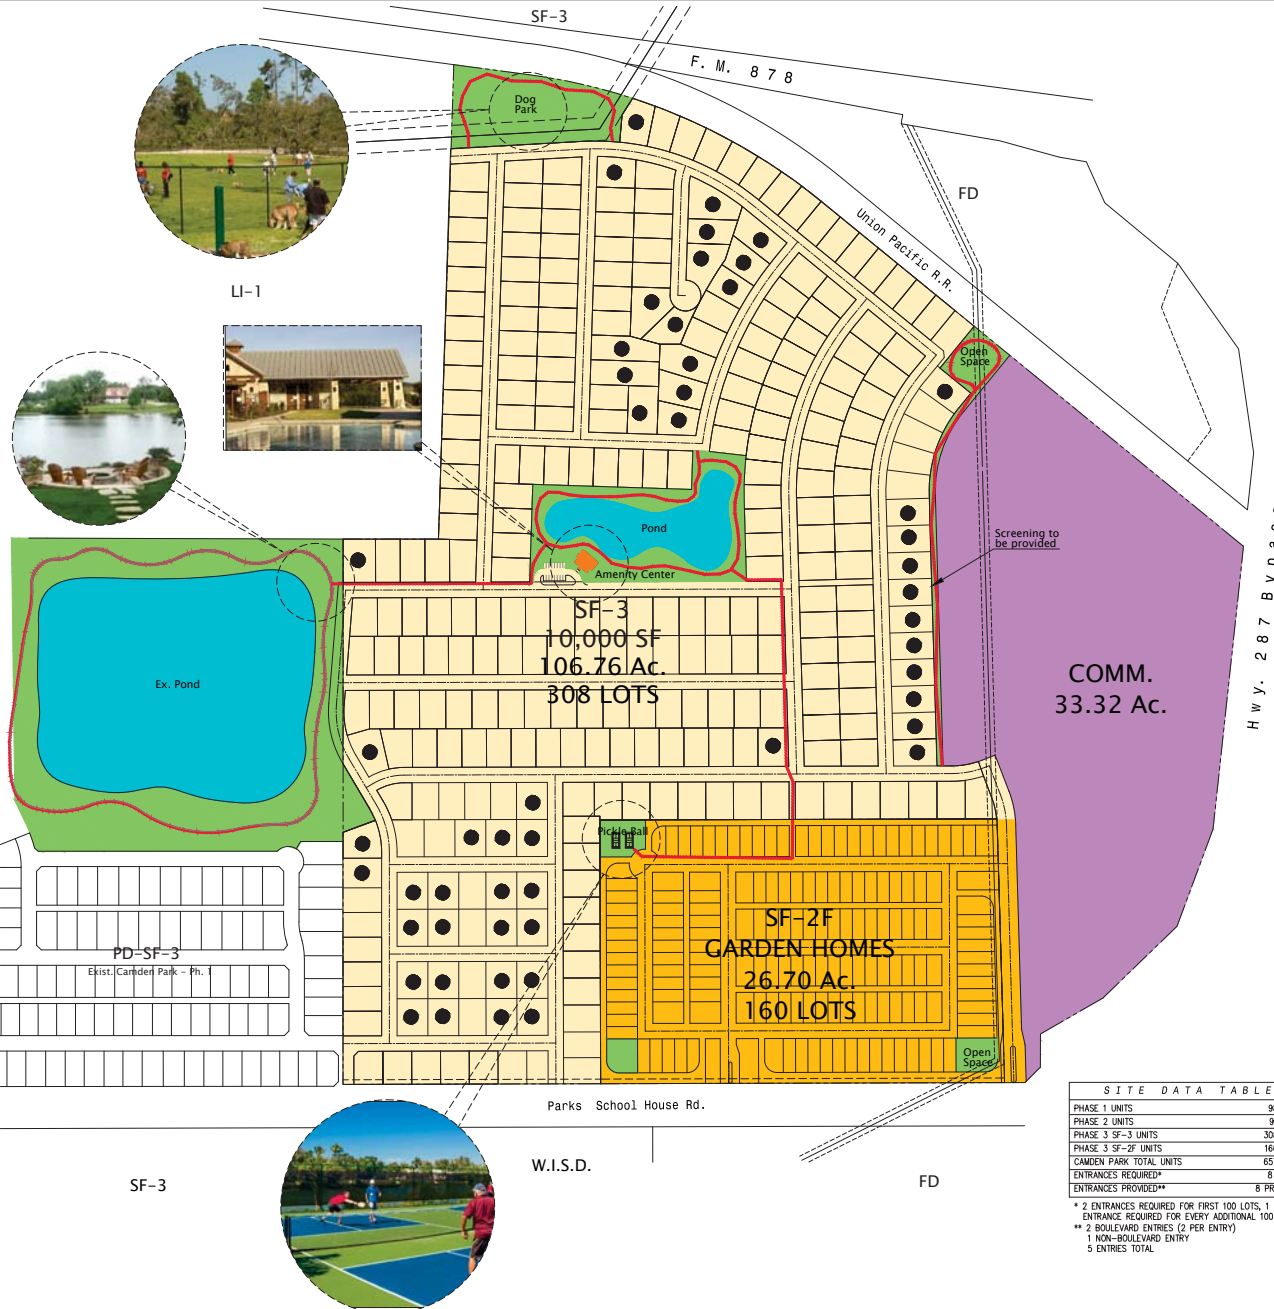 SF-3
F. M. 878
Dog
Park
FD
Union Pacific R.R.
LI-1
Open
Space
Pond
Screening to
be provided
Amenity Center
SF-3
10,000 SF
106.76 Ac.
308 LOTS
Ex. Pond
COMM.
33.32 Ac.
Hwy. 287
Pickle Ball
SF-2F
GARDEN HOMES
26.70 Ac.
160 LOTS
PD-SF-3
Exist. Camden Park - Ph. 1
Open
Space
Parks School House Rd.
W.I.S.D.
SF-3
FD
SITE DATA TABLE
PHASE 1 UNITS
PHASE 2 UNITS
PHASE 3 SF-3 UNITS
PHASE 3 SF-2F UNITS
CAMDEN PARK TOTAL UNITS
ENTRANCES REQUIRED* 8
ENTRANCES PROVIDED** 8
* 2 ENTRANCES REQUIRED FOR FIRST 100 LOTS, 1
ENTRANCE REQUIRED FOR EVERY ADDITIONAL 100
** 2 BOULEVARD ENTRIES (2 PER ENTRY)
1 NON-BOULEVARD ENTRY
5 ENTRIES TOTAL